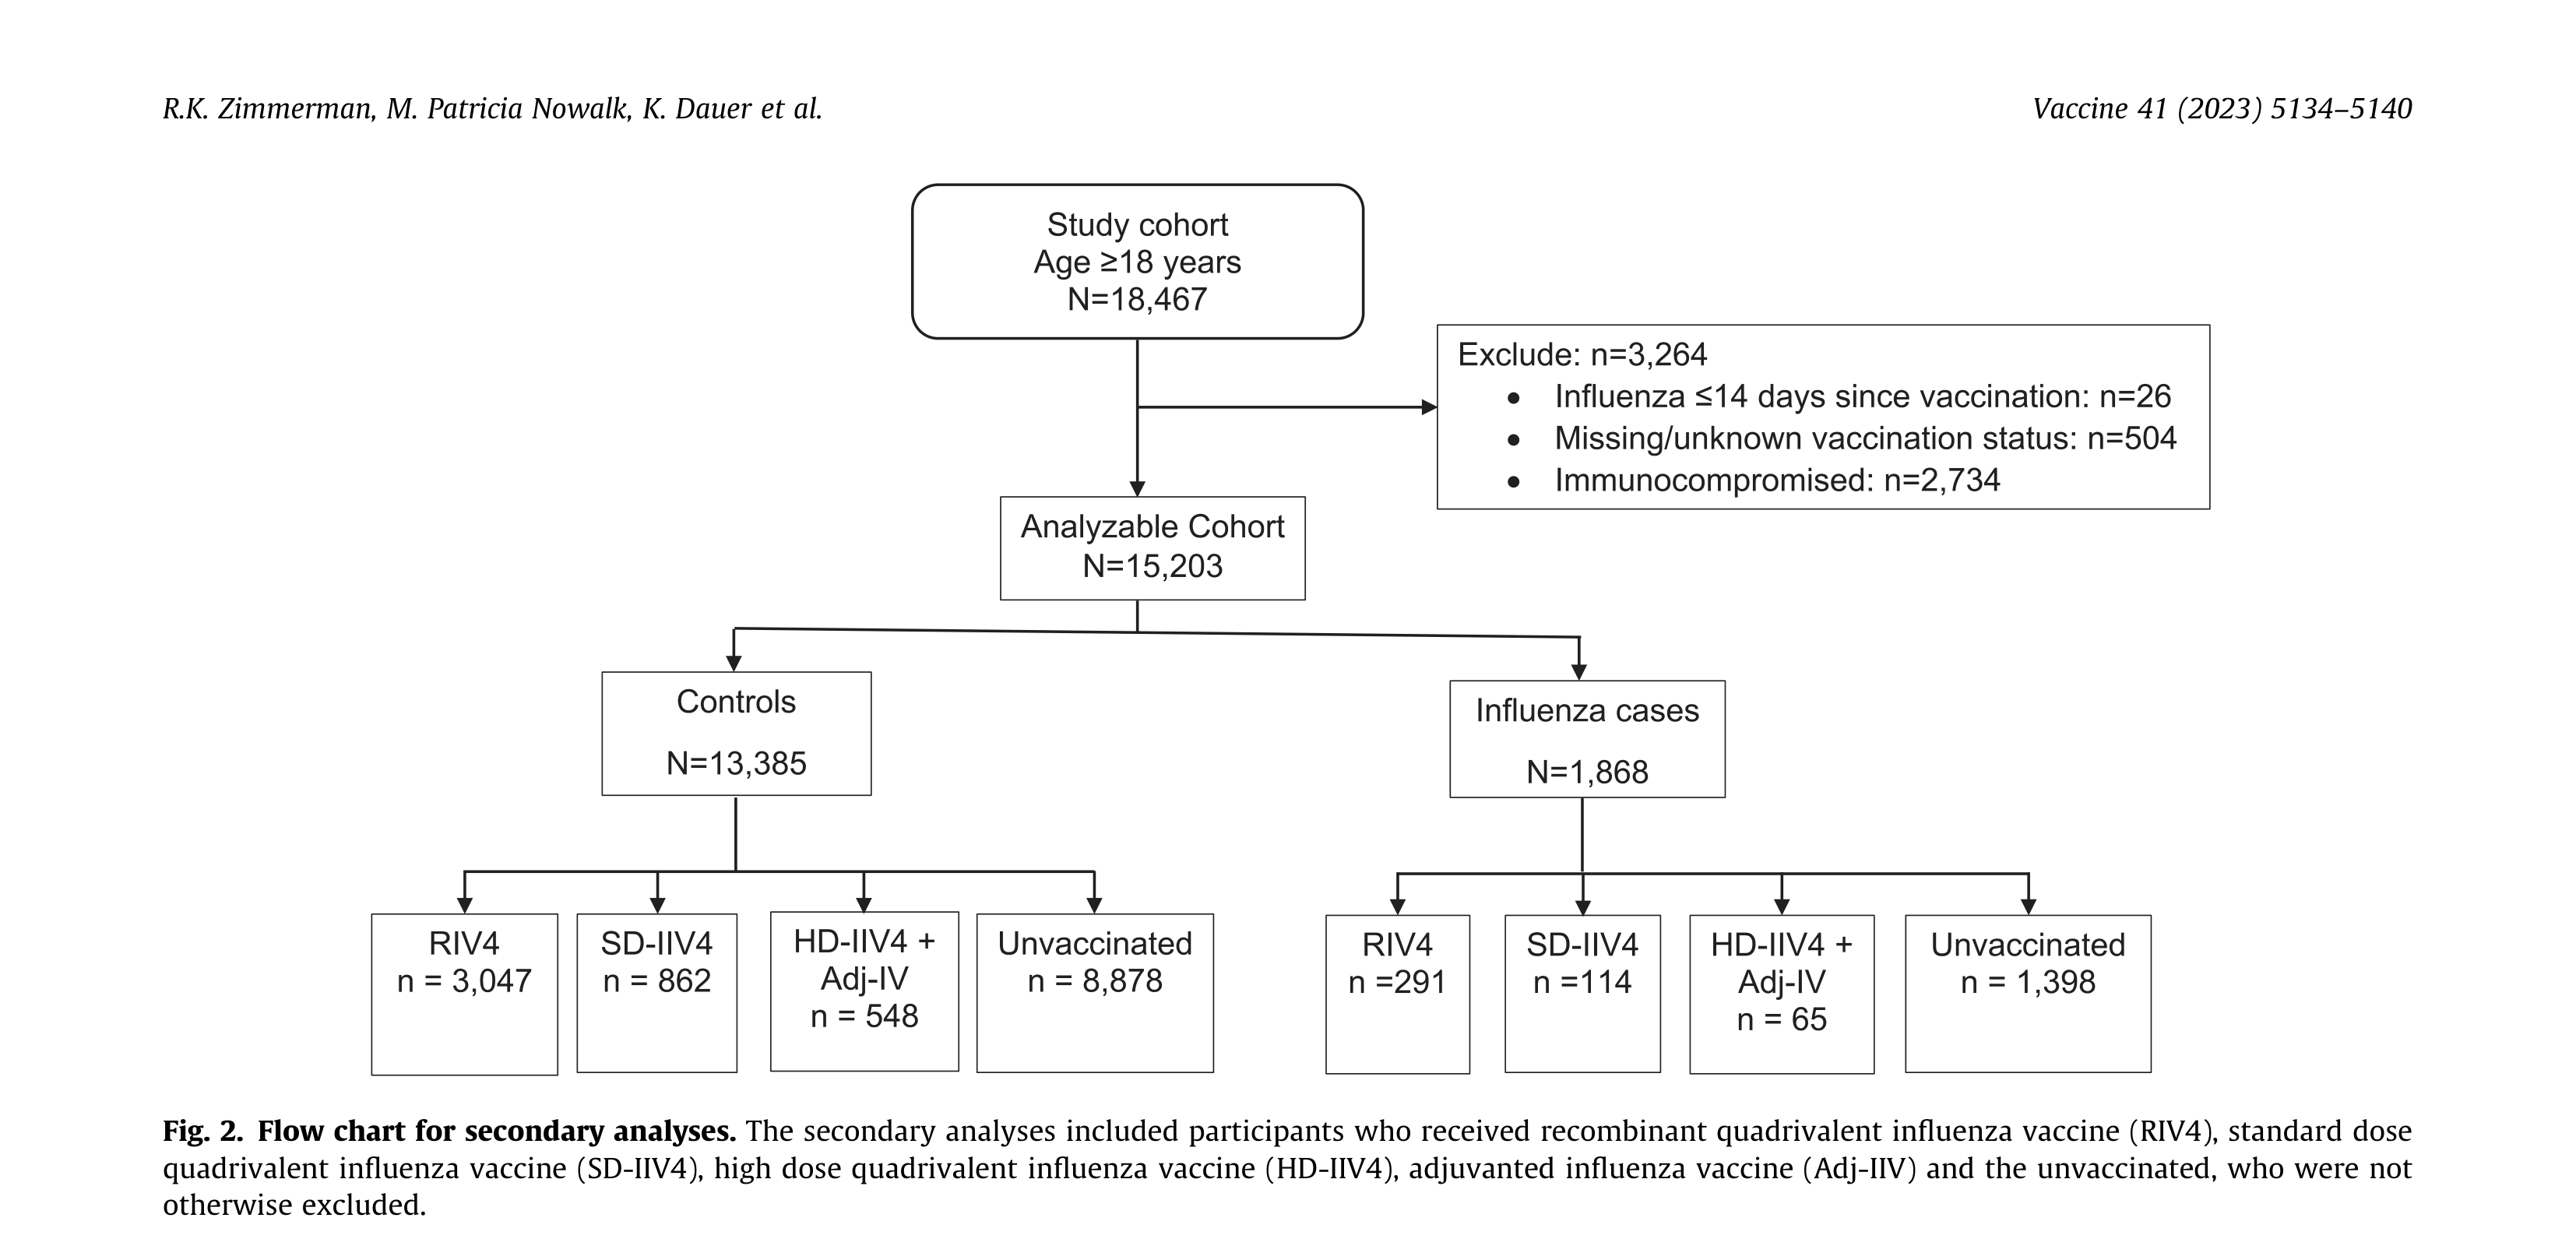 R.K. Zimmerman, M. Patricia Nowalk, K. Dauer et al.
Vaccine 41 (2023) 5134–5140
Study cohort
Age ≥18 years
N=18,467
Exclude: n=3,264
• Influenza ≤14 days since vaccination: n=26
• Missing/unknown vaccination status: n=504
• Immunocompromised: n=2,734
Analyzable Cohort
N=15,203
Controls
N=13,385
Influenza cases
N=1,868
RIV4
n = 3,047
SD-IIV4
n = 862
HD-IIV4 +
Adj-IV
n = 548
Unvaccinated
n = 8,878
RIV4
n =291
SD-IIV4
n =114
HD-IIV4 +
Adj-IV
n = 65
Unvaccinated
n = 1,398
Fig. 2. Flow chart for secondary analyses. The secondary analyses included participants who received recombinant quadrivalent influenza vaccine (RIV4), standard dose
quadrivalent influenza vaccine (SD-IIV4), high dose quadrivalent influenza vaccine (HD-IIV4), adjuvanted influenza vaccine (Adj-IIV) and the unvaccinated, who were not
otherwise excluded.